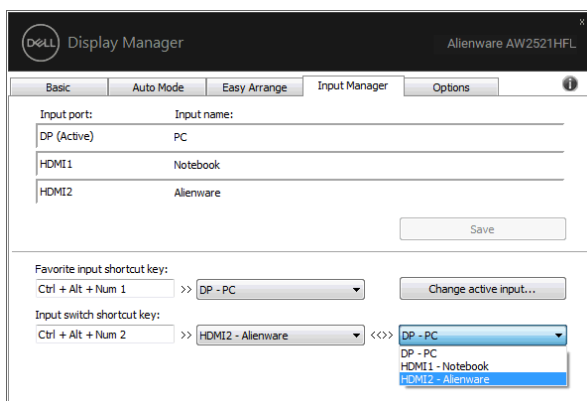 DELL Display Manager Alienware AW2521HFL
x
Basic Auto Mode Easy Arrange Input Manager Options i
Input port: Input name:
DP (Active) PC
HDMI1 Notebook
HDMI2 Alienware
Save
Favorite input shortcut key:
Ctrl + Alt + Num 1 >> DP - PC Change active input...
Input switch shortcut key:
Ctrl + Alt + Num 2 >> HDMI2 - Alienware <<>> DP - PC
DP - PC
HDMI1 - Notebook
HDMI2 - Alienware